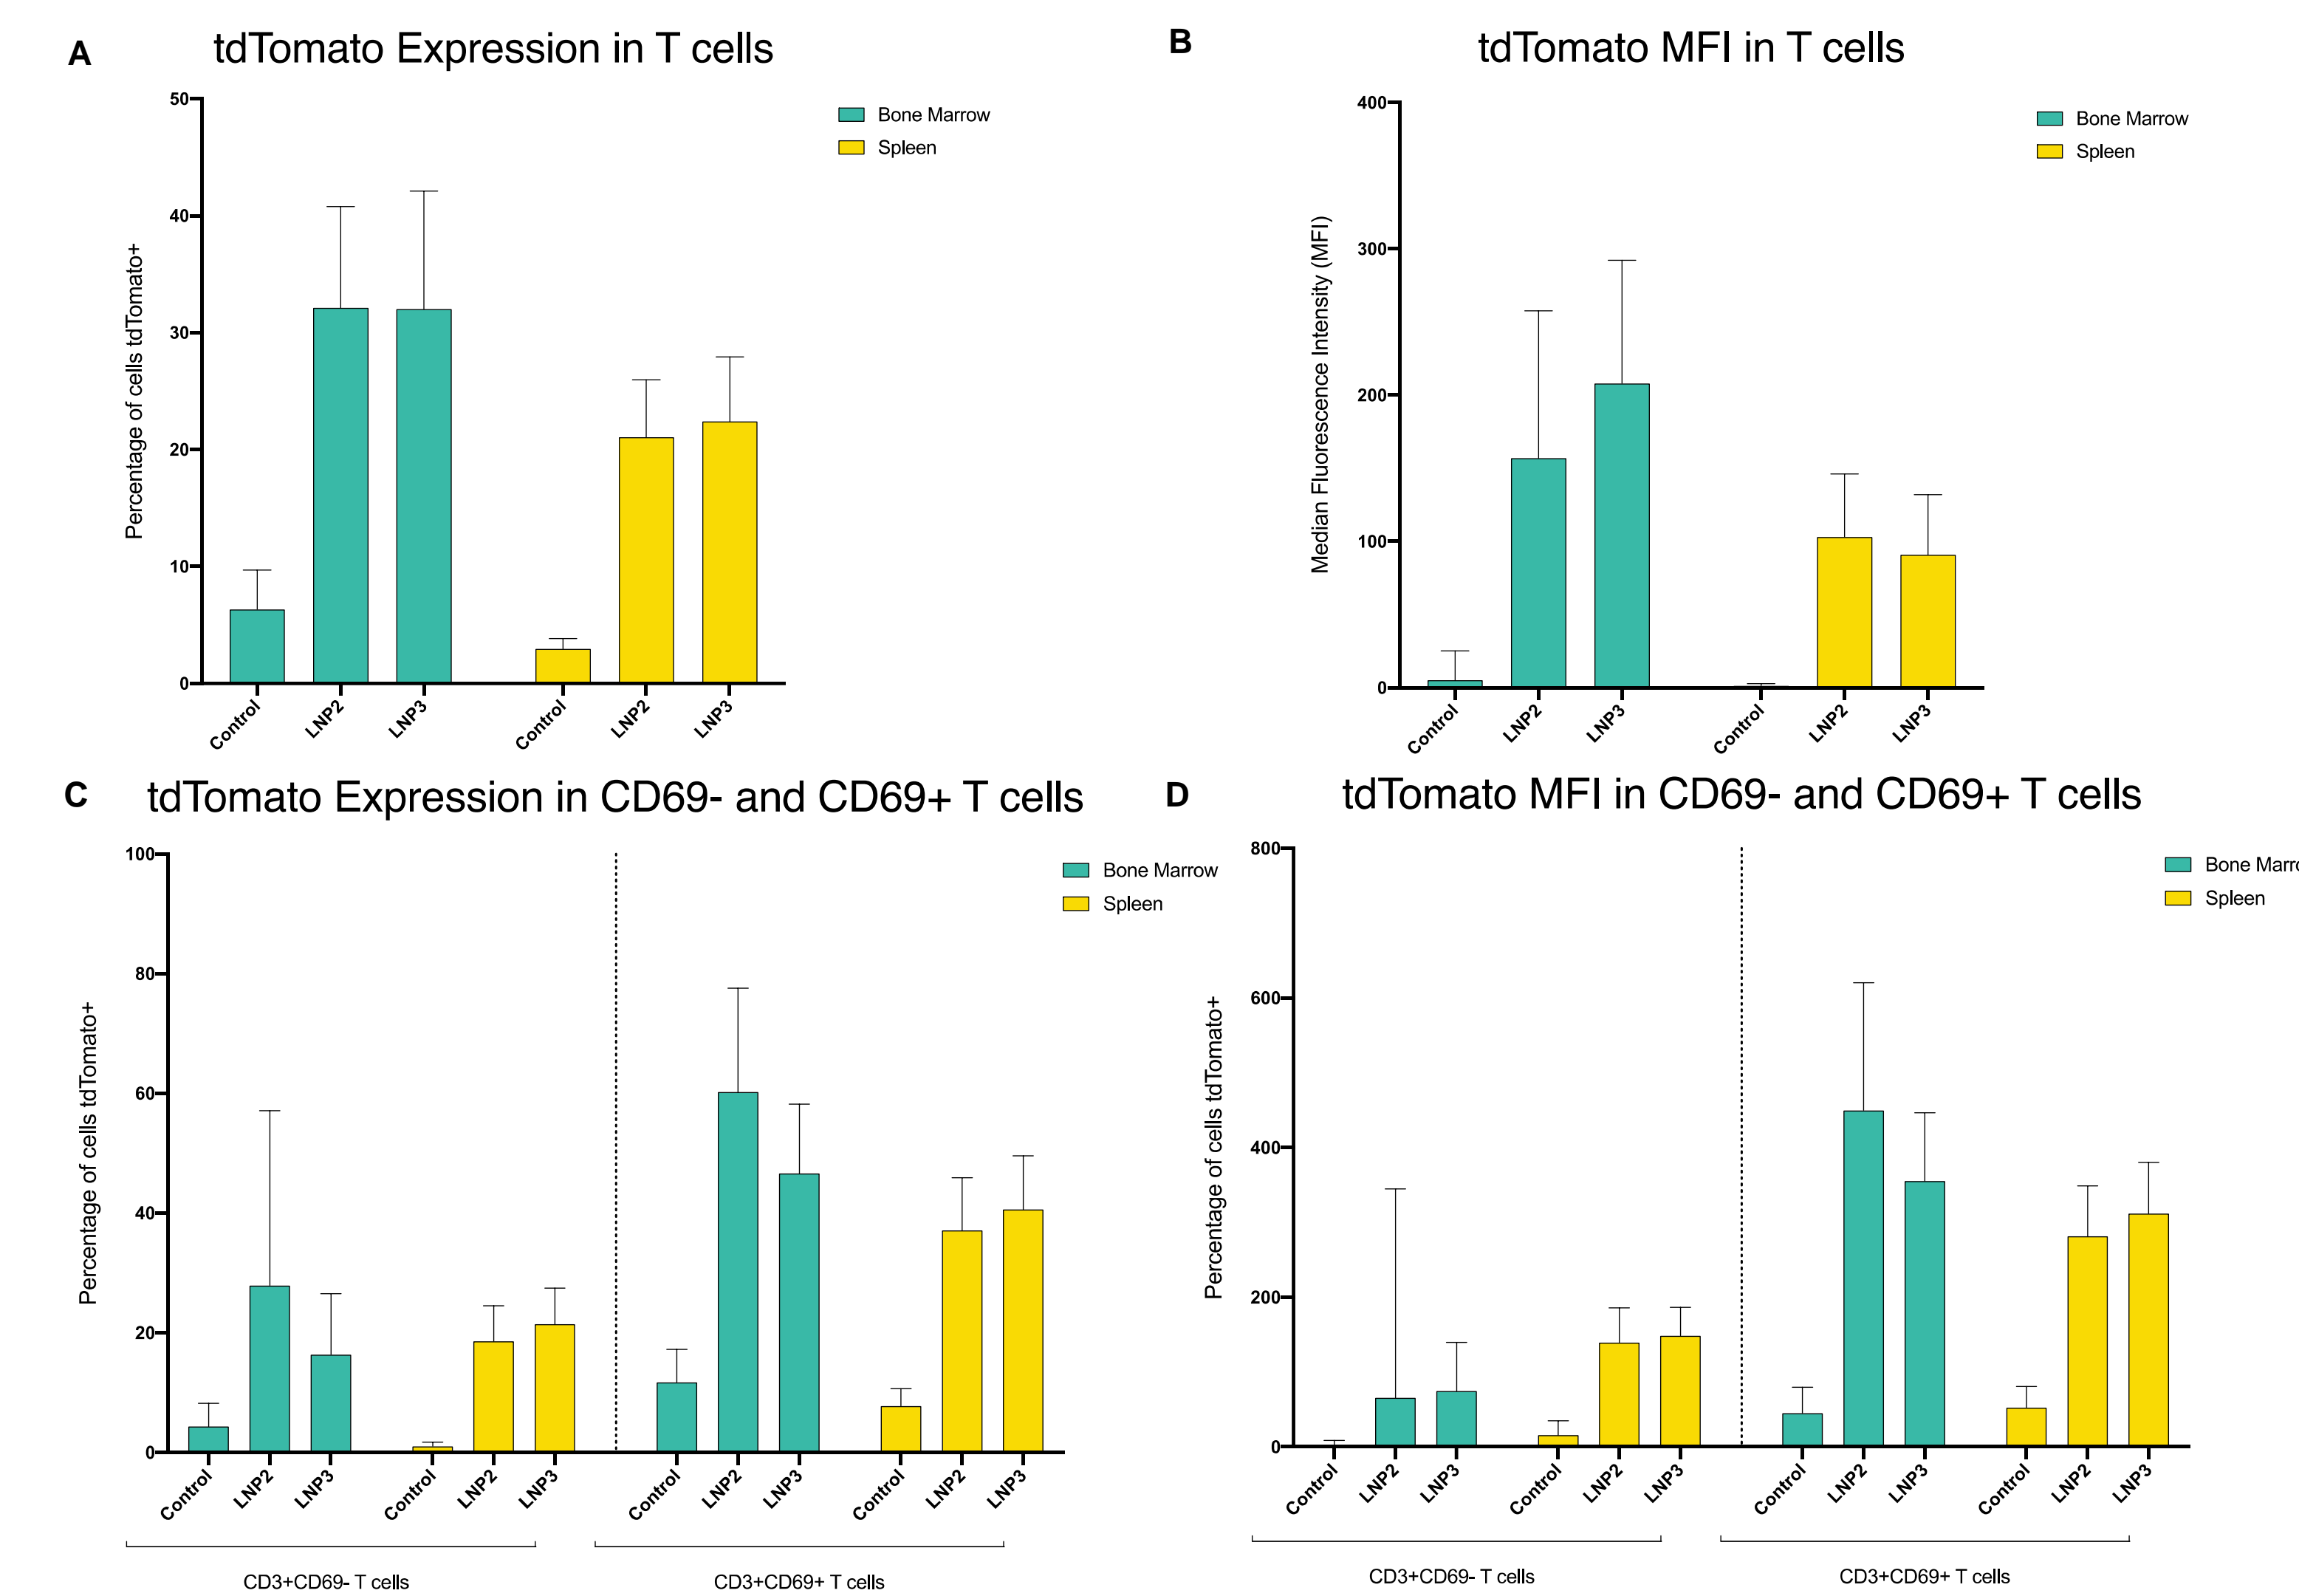 A
tdTomato Expression in T cells
50
40
30
20
10
0
Percentage of cells tdTomato+
Bone Marrow
Spleen
Control
LNP2
LNP3
Control
LNP2
LNP3
B
tdTomato MFI in T cells
400
300
200
100
0
Median Fluorescence Intensity (MFI)
Bone Marrow
Spleen
Control
LNP2
LNP3
Control
LNP2
LNP3
C
tdTomato Expression in CD69- and CD69+ T cells
100
80
60
40
20
0
Percentage of cells tdTomato+
Bone Marrow
Spleen
Control
LNP2
LNP3
Control
LNP2
LNP3
Control
LNP2
LNP3
Control
LNP2
LNP3
CD3+CD69- T cells
CD3+CD69+ T cells
D
tdTomato MFI in CD69- and CD69+ T cells
800
600
400
200
0
Percentage of cells tdTomato+
Bone Marro
Spleen
Control
LNP2
LNP3
Control
LNP2
LNP3
Control
LNP2
LNP3
Control
LNP2
LNP3
CD3+CD69- T cells
CD3+CD69+ T cells